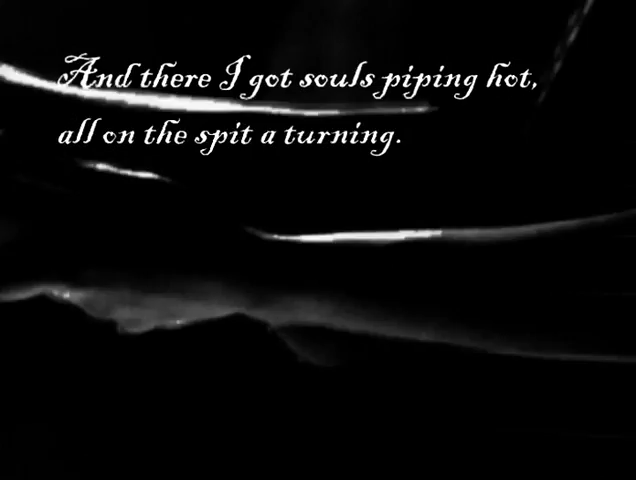 And there I got souls piping hot,
all on the spit a turning.